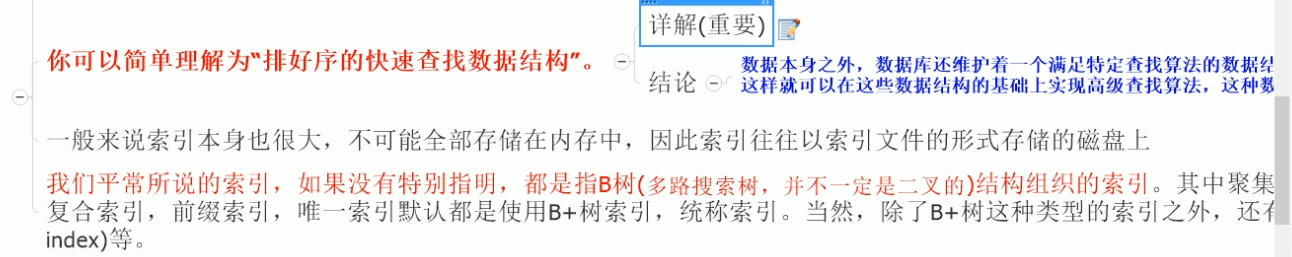 详解(重要)
你可以简单理解为“排好序的快速查找数据结构”。
结论
数据本身之外，数据库还维护着一个满足特定查找算法的数据结
这样就可以在这些数据结构的基础上实现高级查找算法，这种数
一般来说索引本身也很大，不可能全部存储在内存中，因此索引往往以索引文件的形式存储的磁盘上
我们平常所说的索引，如果没有特别指明，都是指B树(多路搜索树，并不一定是二叉的)结构组织的索引。其中聚集
复合索引，前缀索引，唯一索引默认都是使用B+树索引，统称索引。当然，除了B+树这种类型的索引之外，还有
index)等。